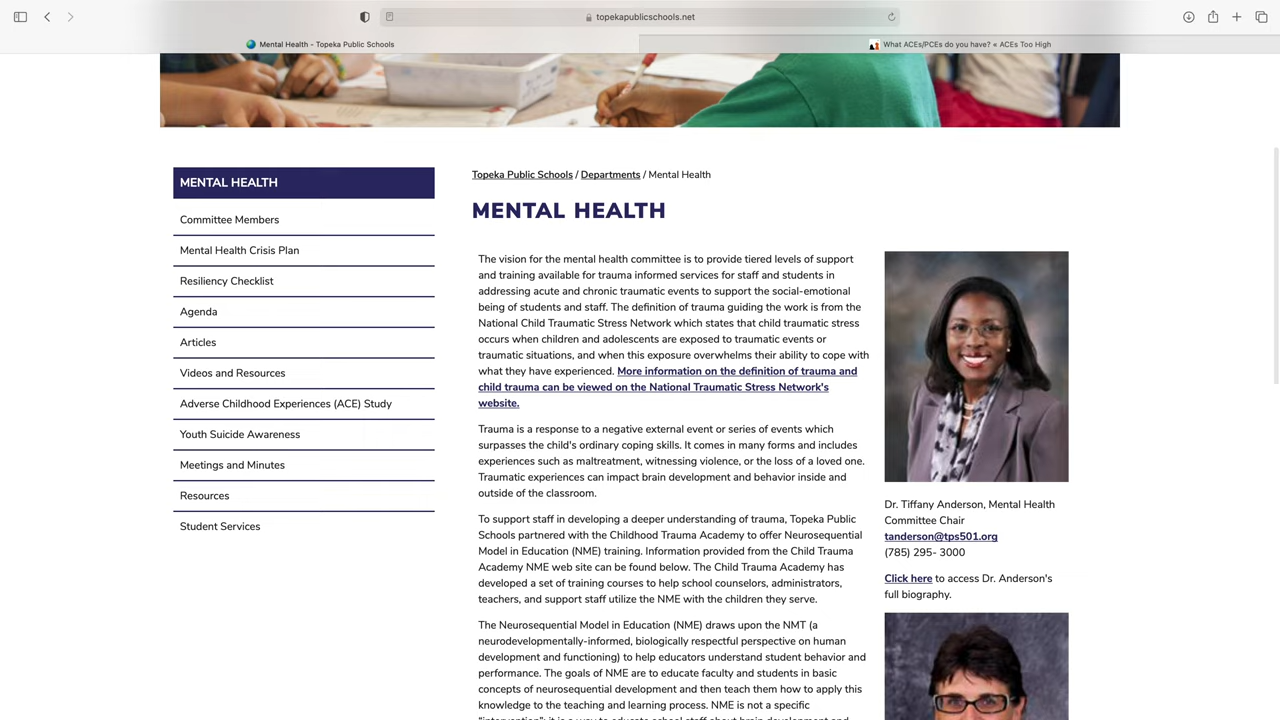 topekapublicschools.net
Mental Health - Topeka Public Schools
What ACEs/PCEs do you have? « ACEs Too High
MENTAL HEALTH
Committee Members
Mental Health Crisis Plan
Resiliency Checklist
Agenda
Articles
Videos and Resources
Adverse Childhood Experiences (ACE) Study
Youth Suicide Awareness
Meetings and Minutes
Resources
Student Services
Topeka Public Schools / Departments / Mental Health
MENTAL HEALTH
The vision for the mental health committee is to provide tiered levels of support
and training available for trauma informed services for staff and students in
addressing acute and chronic traumatic events to support the social-emotional
being of students and staff. The definition of trauma guiding the work is from the
National Child Traumatic Stress Network which states that child traumatic stress
occurs when children and adolescents are exposed to traumatic events or
traumatic situations, and when this exposure overwhelms their ability to cope with
what they have experienced. More information on the definition of trauma and
child trauma can be viewed on the National Traumatic Stress Network's
website.
Trauma is a response to a negative external event or series of events which
surpasses the child's ordinary coping skills. It comes in many forms and includes
experiences such as maltreatment, witnessing violence, or the loss of a loved one.
Traumatic experiences can impact brain development and behavior inside and
outside of the classroom.
To support staff in developing a deeper understanding of trauma, Topeka Public
Schools partnered with the Childhood Trauma Academy to offer Neurosequential
Model in Education (NME) training. Information provided from the Child Trauma
Academy NME web site can be found below. The Child Trauma Academy has
developed a set of training courses to help school counselors, administrators,
teachers, and support staff utilize the NME with the children they serve.
The Neurosequential Model in Education (NME) draws upon the NMT (a
neurodevelopmentally-informed, biologically respectful perspective on human
development and functioning) to help educators understand student behavior and
performance. The goals of NME are to educate faculty and students in basic
concepts of neurosequential development and then teach them how to apply this
knowledge to the teaching and learning process. NME is not a specific
"intervention"; it is a way to educate school staff about brain development and
Dr. Tiffany Anderson, Mental Health
Committee Chair
tanderson@tps501.org
(785) 295- 3000
Click here to access Dr. Anderson's
full biography.